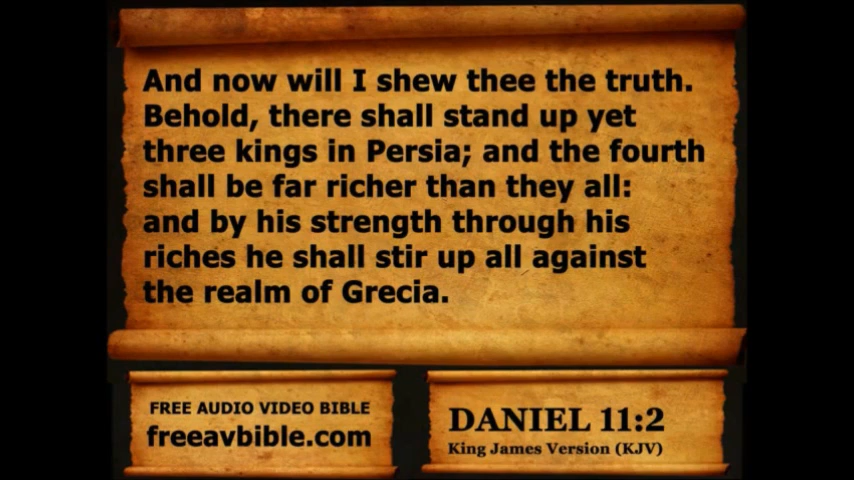 And now will I shew thee the truth.
Behold, there shall stand up yet
three kings in Persia; and the fourth
shall be far richer than they all:
and by his strength through his
riches he shall stir up all against
the realm of Grecia.
FREE AUDIO VIDEO BIBLE
freeavbible.com
DANIEL 11:2
King James Version (KJV)